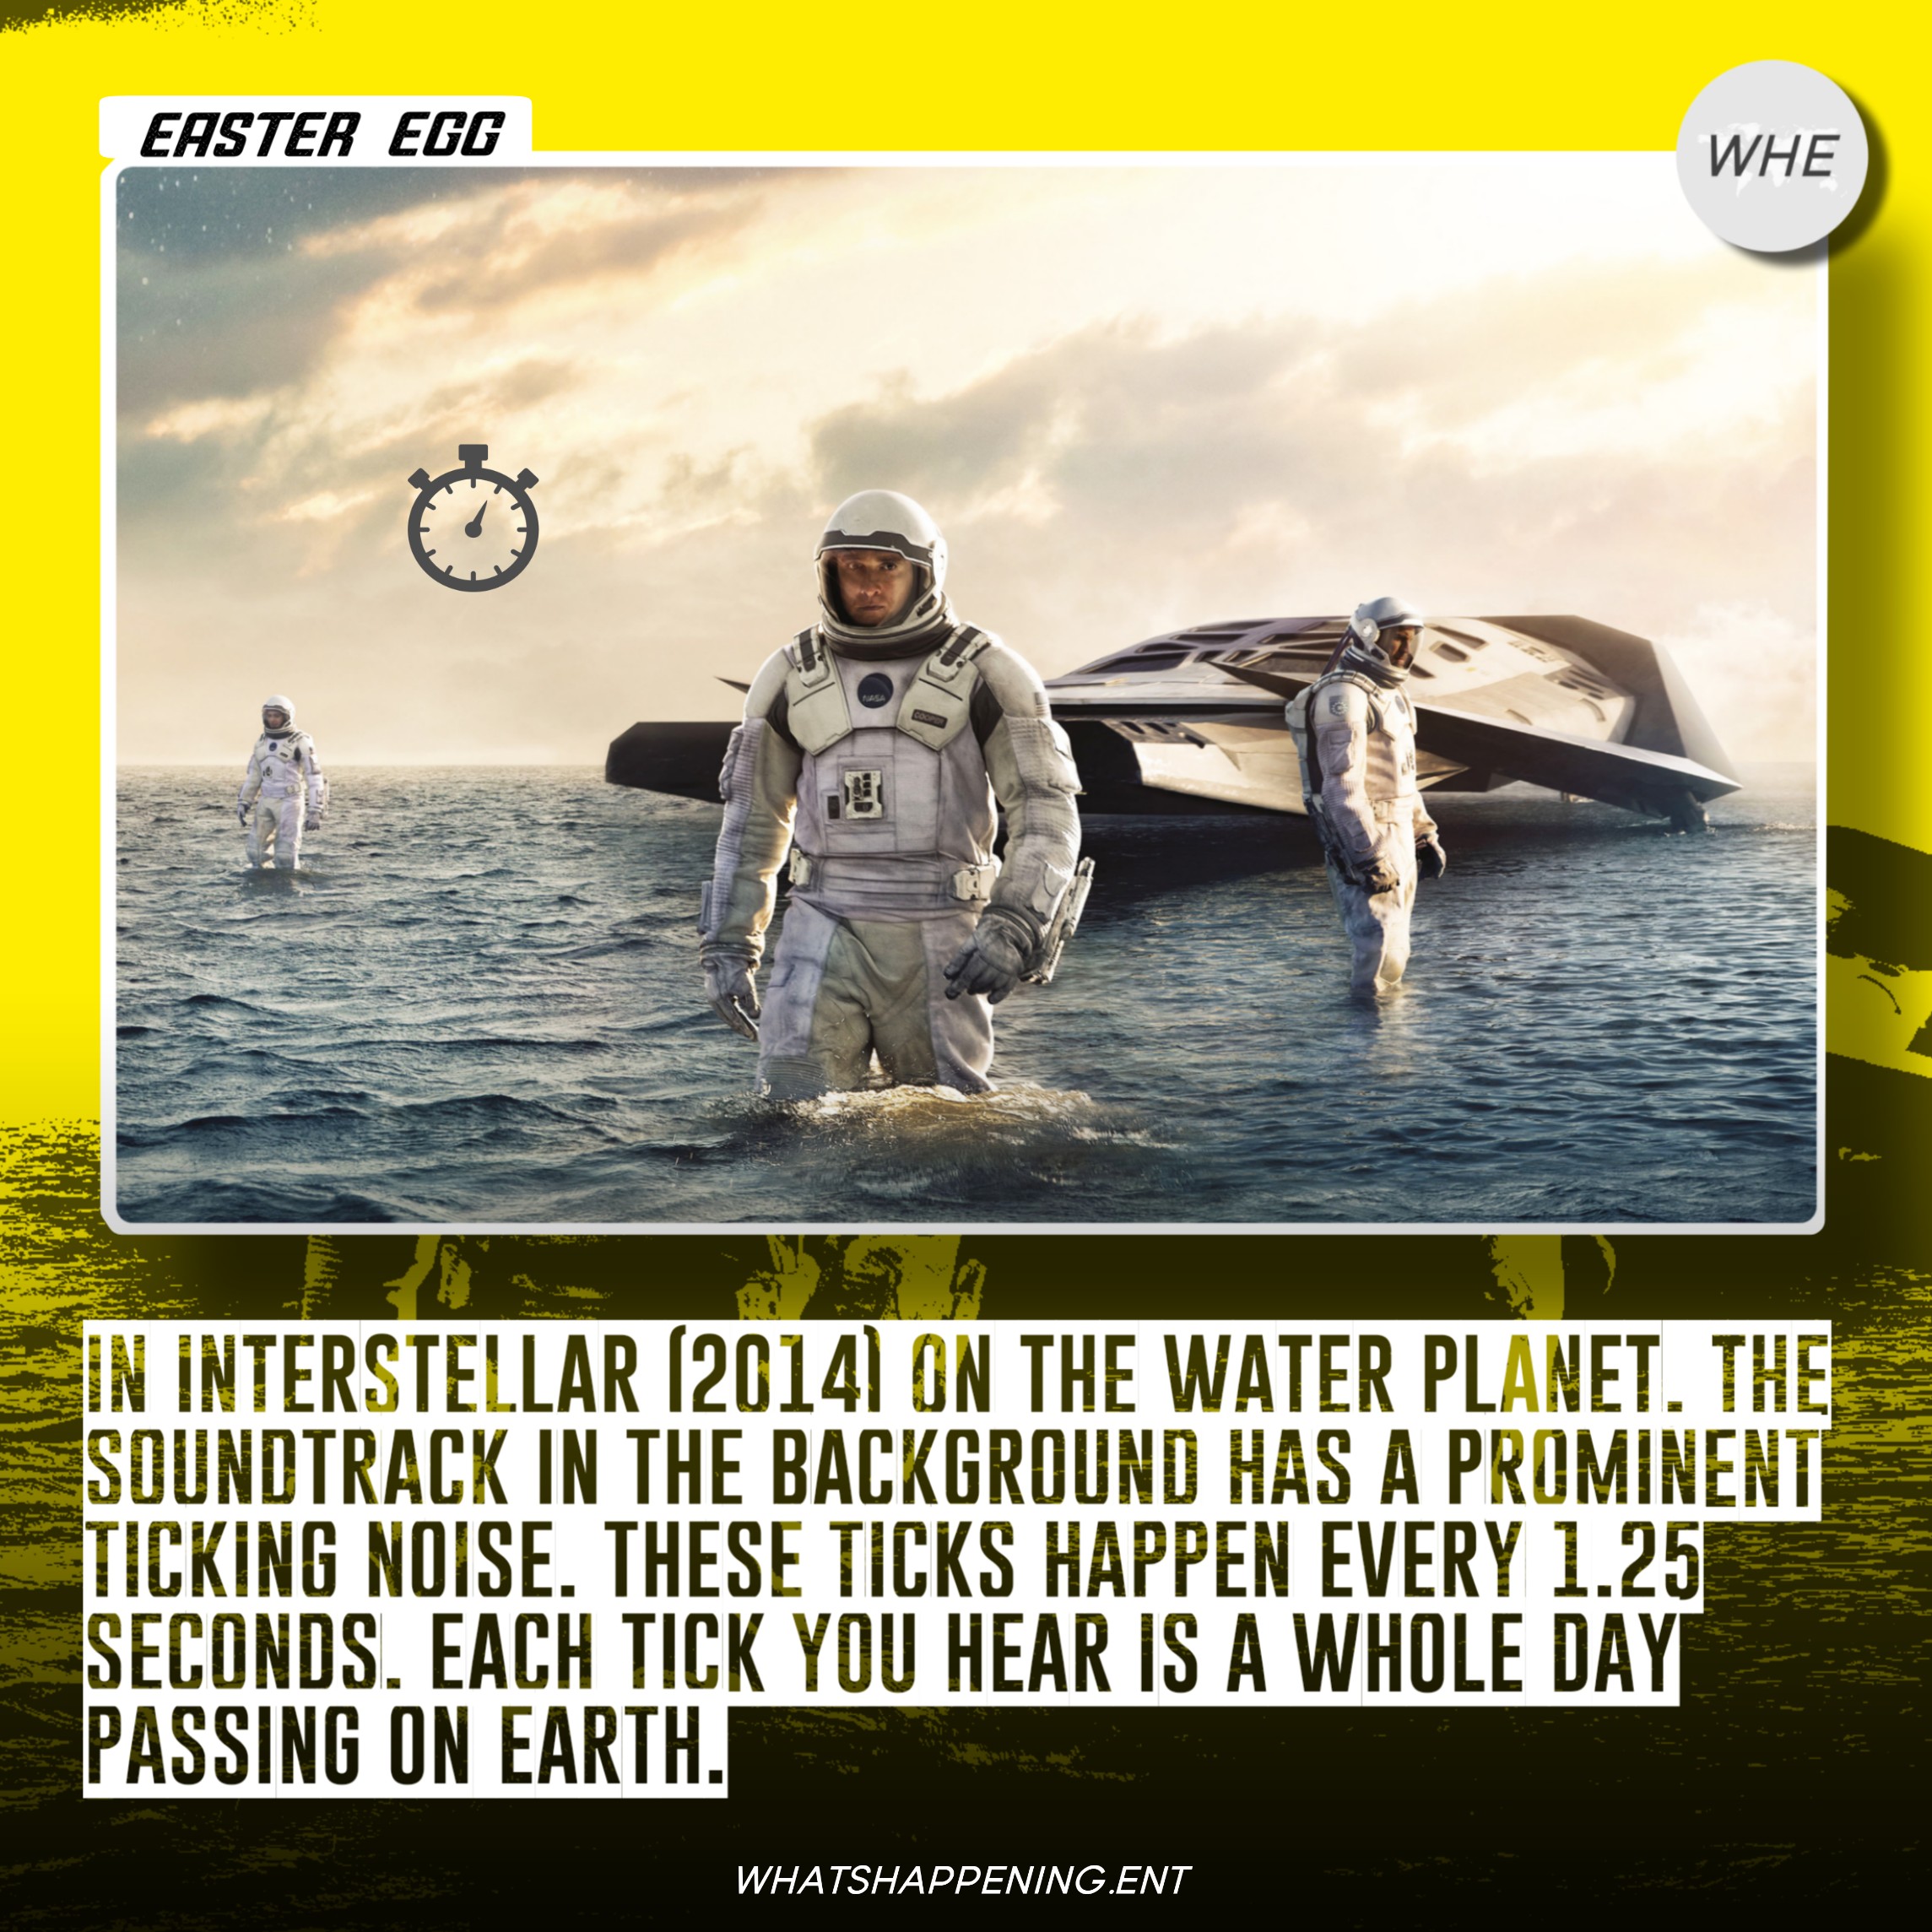 EASTER EGG
WHE
NASA
COOPER
IN INTERSTELLAR (2014) ON THE WATER PLANET. THE
SOUNDTRACK IN THE BACKGROUND HAS A PROMINENT
TICKING NOISE. THESE TICKS HAPPEN EVERY 1.25
SECONDS. EACH TICK YOU HEAR IS A WHOLE DAY
PASSING ON EARTH.
WHATSHAPPENING.ENT